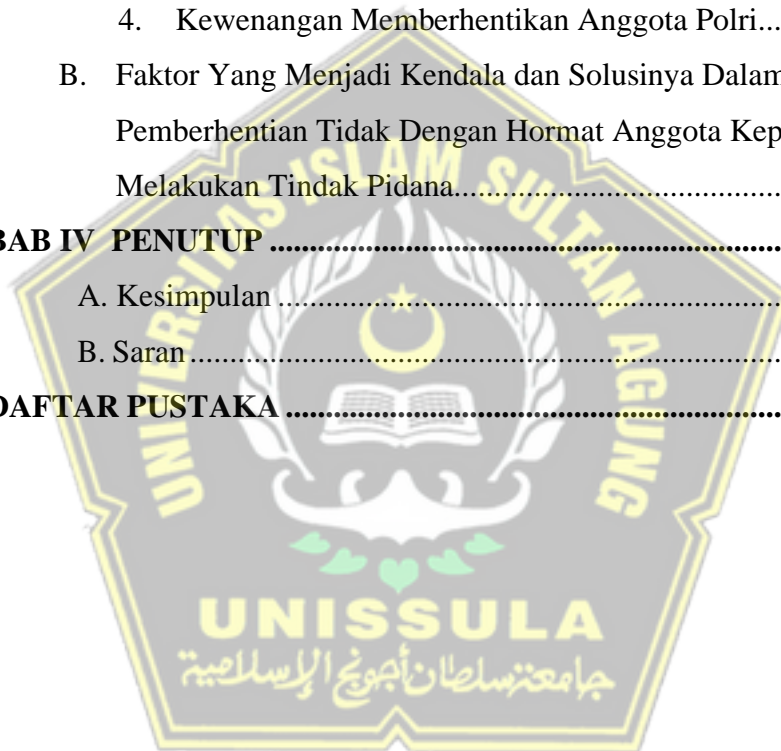 4. Kewenangan Memberhentikan Anggota Polri...
B. Faktor Yang Menjadi Kendala dan Solusinya Dalam
Pemberhentian Tidak Dengan Hormat Anggota Kep
Melakukan Tindak Pidana........................................
BAB IV PENUTUP ................................................................
A. Kesimpulan ................................................................
B. Saran................................................................
DAFTAR PUSTAKA ................................................................
UNIVERSITAS ISLAM SULTAN AGUNG
UNISSULA
جامعتسلطان أجونج الإسلامية